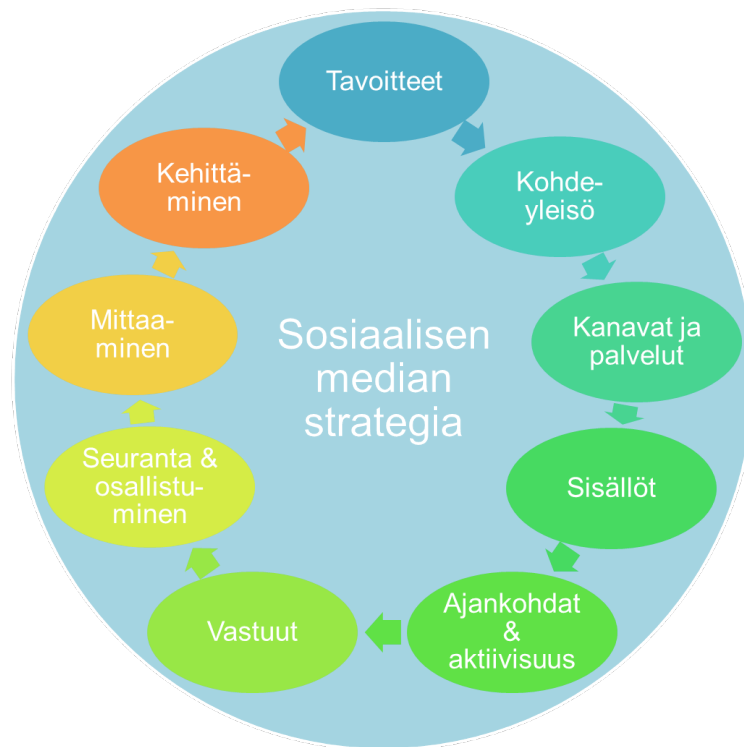 Tavoitteet
Kohde-
yleisö
Kanavat ja
palvelut
Sisällöt
Ajankohdat
&
aktiivisuus
Vastuut
Seuranta &
osallistu-
minen
Mittaa-
minen
Kehittä-
minen
Sosiaalisen
median
strategia